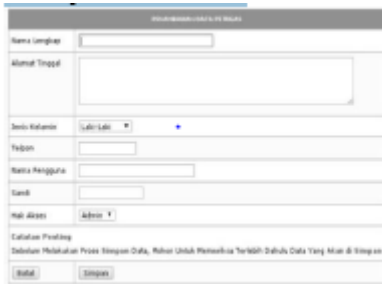 Nama Lengkap
Alamat Tinggal
Jenis Kelamin Laki-Laki
Telpon
Nama Pengguna
Sandi
Hak Akses Admin
Catatan Penting
Sebelum Melakukan Proses Simpan Data, Mohon Untuk Memeriksa Terlebih Dahulu Data Yang Akan di Simpan
Batal Simpan